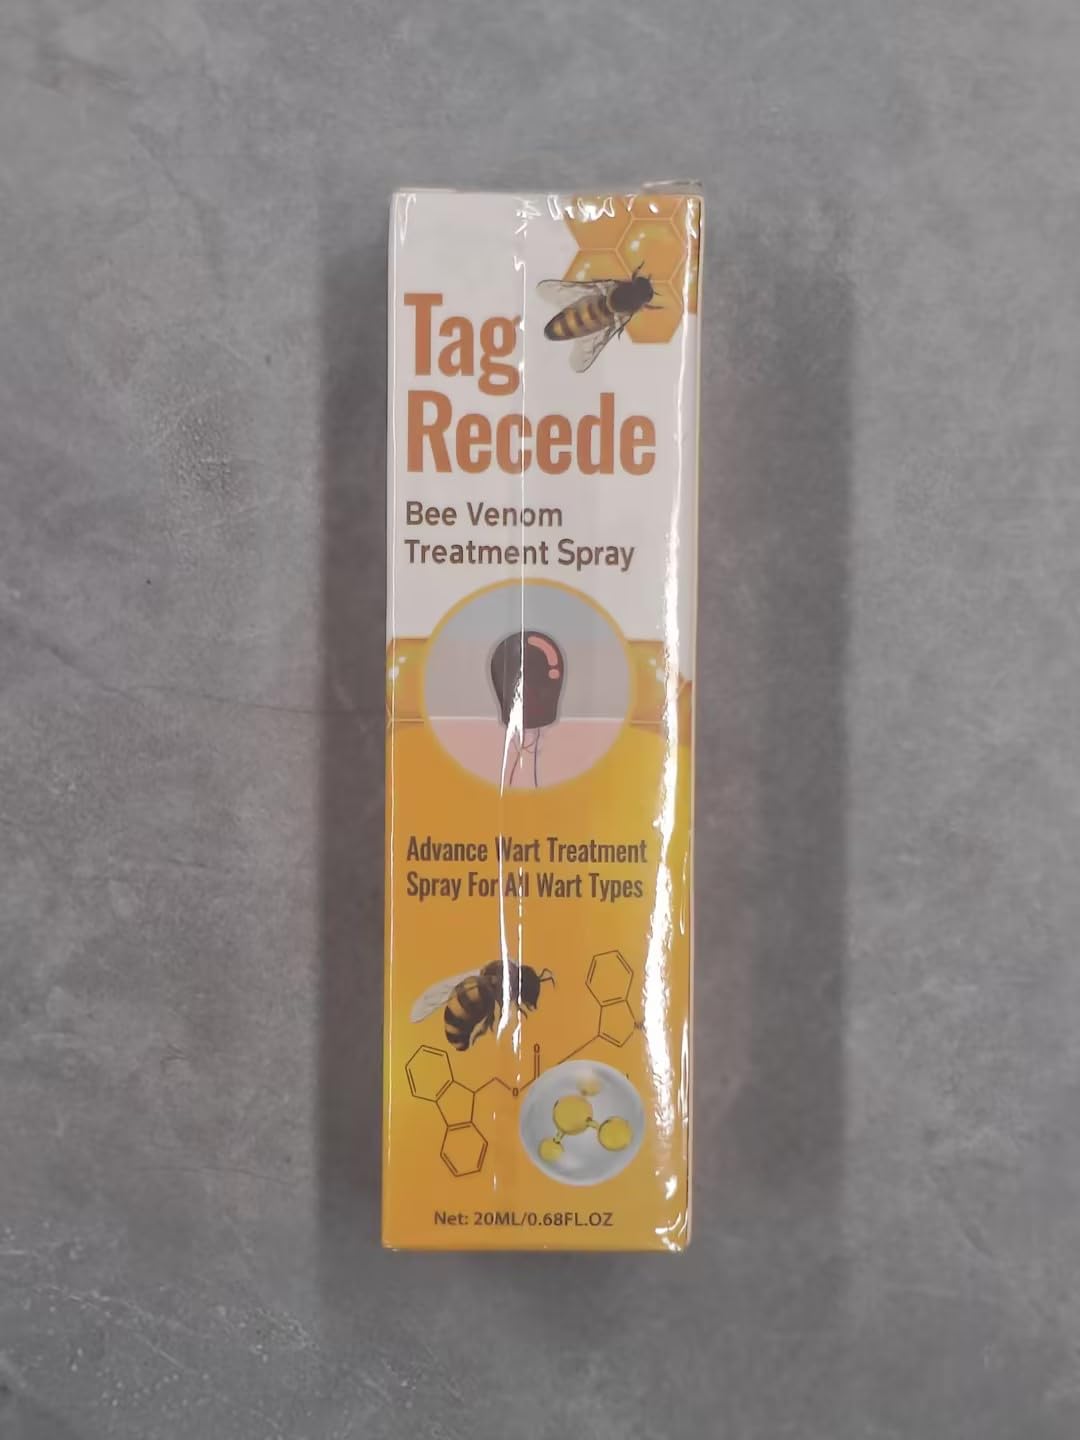 Tag
Recede
Bee Venom
Treatment Spray
Advance Wart Treatment
Spray For All Wart Types
Net: 20ML/0.68FL.OZ